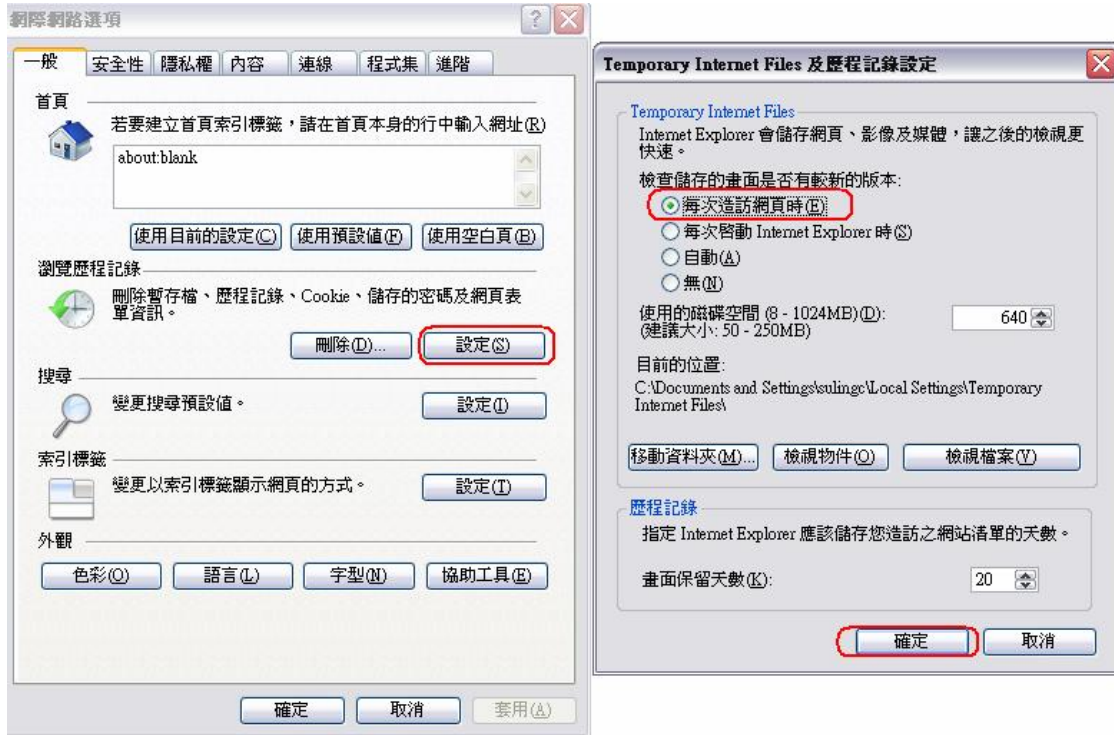 網際網路選項
一般 安全性 隱私權 內容 連線 程式集 進階
首頁
若要建立首頁索引標籤，請在首頁本身的行中輸入網址(R)
about:blank
使用目前的設定(C) 使用預設值(F) 使用空白頁(B)
瀏覽歷程記錄
刪除暫存檔、歷程記錄、Cookie、儲存的密碼及網頁表
單資訊。
刪除(D)... 設定(S)
搜尋
變更搜尋預設值。
設定(I)
索引標籤
變更以索引標籤顯示網頁的方式。
設定(T)
外觀
色彩(O) 語言(L) 字型(N) 協助工具(E)
確定 取消 套用(A)
Temporary Internet Files 及歷程記錄設定
Temporary Internet Files
Internet Explorer 會儲存網頁、影像及媒體，讓之後的檢視更
快速。
檢查儲存的畫面是否有較新的版本:
每次造訪網頁時(E)
每次啓動 Internet Explorer 時(S)
自動(A)
無(N)
使用的磁碟空間 (8 - 1024MB)(D): 640
(建議大小: 50 - 250MB)
目前的位置:
C:\Documents and Settings\sulingc\Local Settings\Temporary
Internet Files\
移動資料夾(M)... 檢視物件(O) 檢視檔案(V)
歷程記錄
指定 Internet Explorer 應該儲存您造訪之網站清單的天數。
畫面保留天數(K): 20
確定 取消